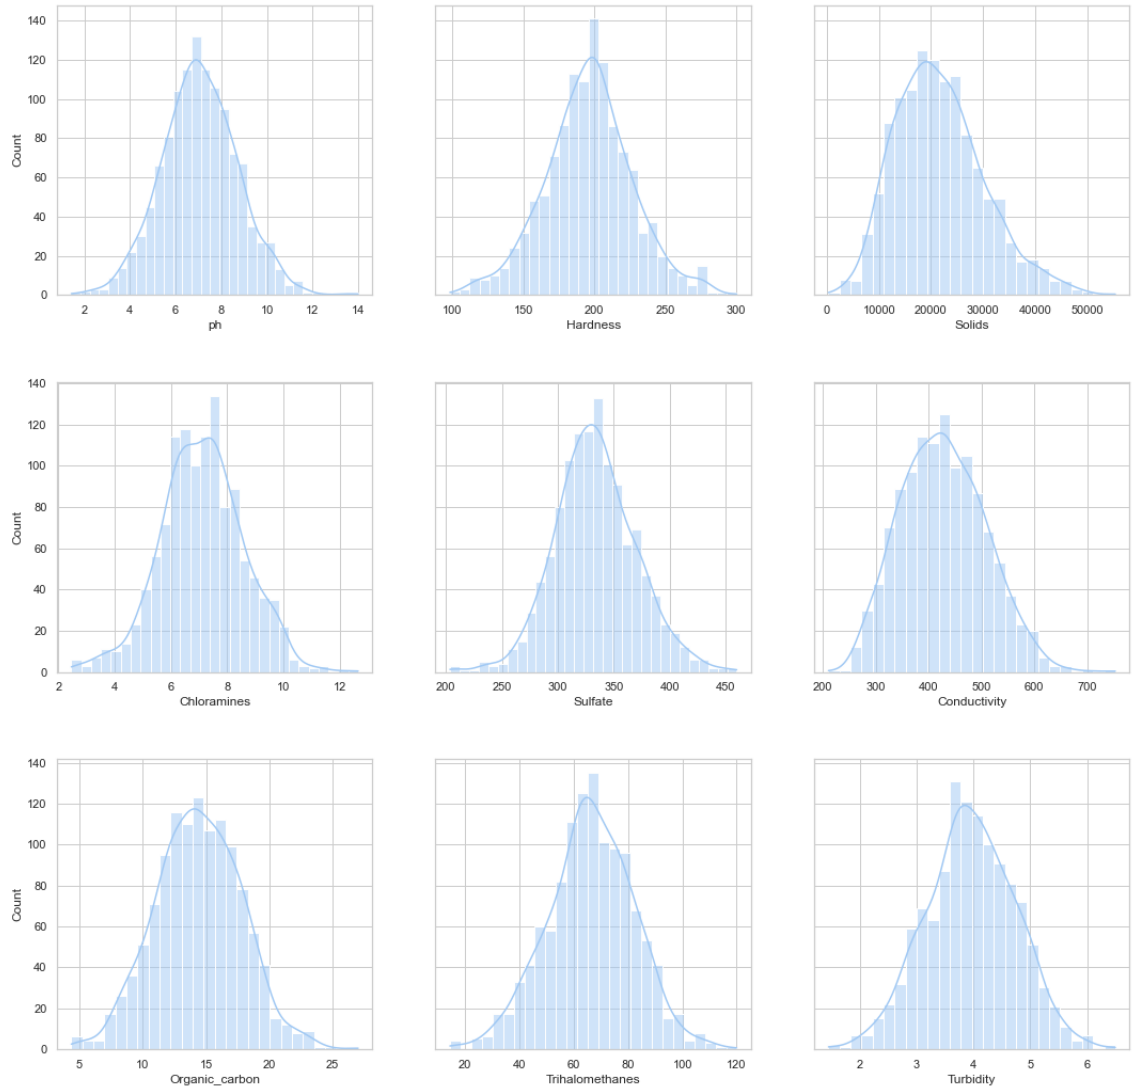 140
120
100
80
60
40
20
0
Count
2 4 6 8 10 12 14
ph
100 150 200 250 300
Hardness
0 10000 20000 30000 40000 50000
Solids
140
120
100
80
60
40
20
0
Count
2 4 6 8 10 12
Chloramines
200 250 300 350 400 450
Sulfate
200 300 400 500 600 700
Conductivity
140
120
100
80
60
40
20
0
Count
5 10 15 20 25
Organic_carbon
20 40 60 80 100 120
Trihalomethanes
2 3 4 5 6
Turbidity